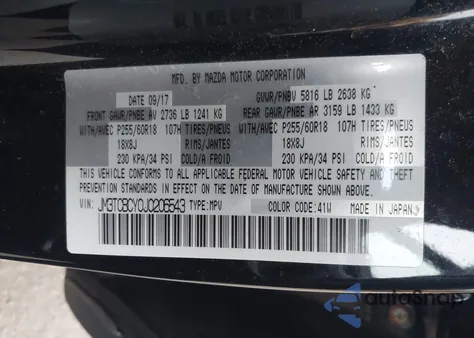 MFD. BY MAZDA MOTOR CORPORATION
DATE 09/17 GVWR/PNBV 5816 LB 2638 KG
FRONT GAWR/PNBE AV 2736 LB 1241 KG REAR GAWR/PNBE AR 3159 LB 1433 KG
WITH/AVEC P255/60R18 107H TIRES/PNEUS WITH/AVEC P255/60R18 107H TIRES/PNEUS
18X8J RIMS/JANTES 18X8J RIMS/JANTES
230 KPA/34 PSI COLD/A FROID 230 KPA/34 PSI COLD/A FROID
THIS VEHICLE CONFORMS TO ALL APPLICABLE FEDERAL MOTOR VEHICLE SAFETY, BUMPER, AND THEFT
PREVENTION STANDARDS IN EFFECT ON THE DATE OF MANUFACTURE SHOWN ABOVE.
VIN: JM3TCBCY0J0206543 TYPE:MPV COLOR CODE:41W MADE IN JAPAN
autoSnap